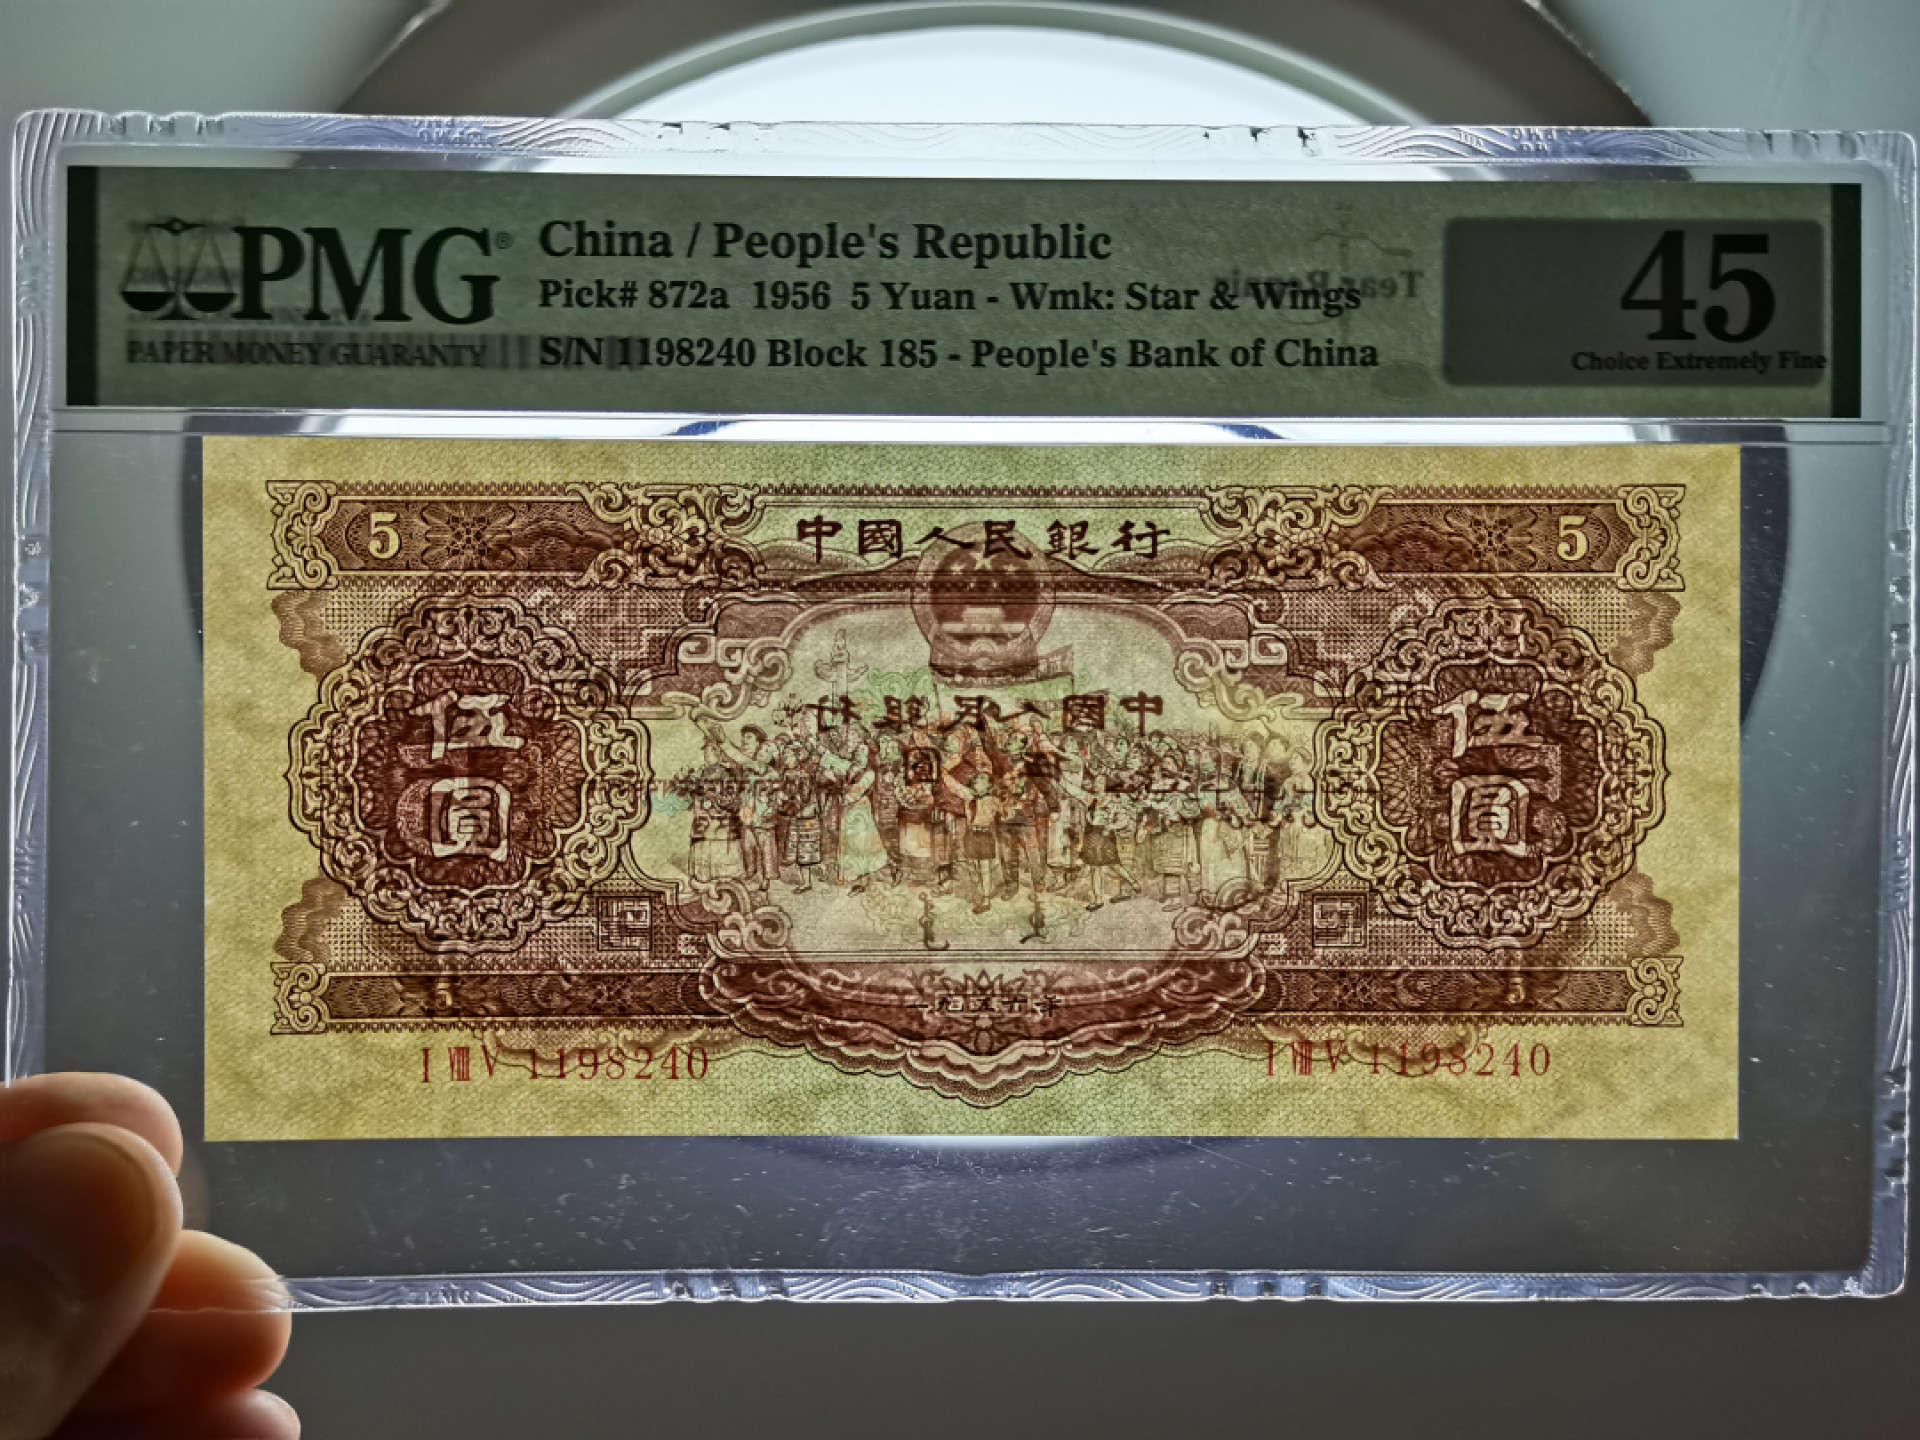 PMG®
PAPER MONEY GUARANTY
China / People's Republic
Pick# 872a 1956 5 Yuan - Wmk: Star & Wings
S/N 1198240 Block 185 - People's Bank of China
Tear Repair
45
Choice Extremely Fine
5
中國人民銀行
5
伍圓
伍圓
一九五六年
5
5
I VIII V 1198240
I VIII V 1198240